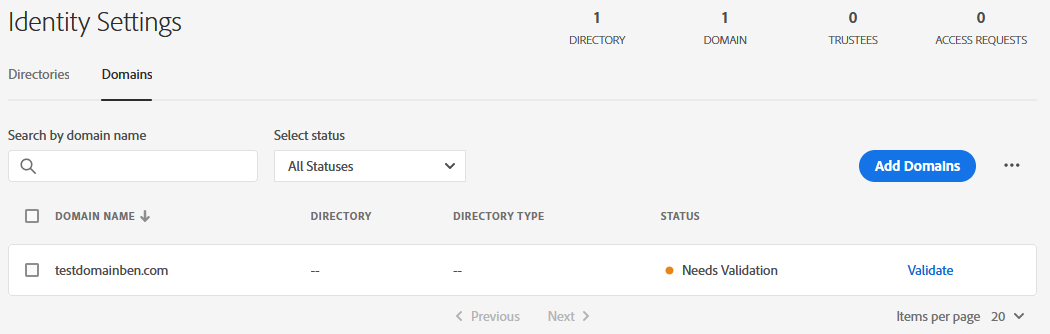 Identity Settings
1 1 0 0
DIRECTORY DOMAIN TRUSTEES ACCESS REQUESTS
Directories Domains
Search by domain name Select status
All Statuses Add Domains ···
DOMAIN NAME DIRECTORY DIRECTORY TYPE STATUS
testdomainben.com -- -- Needs Validation Validate
Previous Next Items per page 20